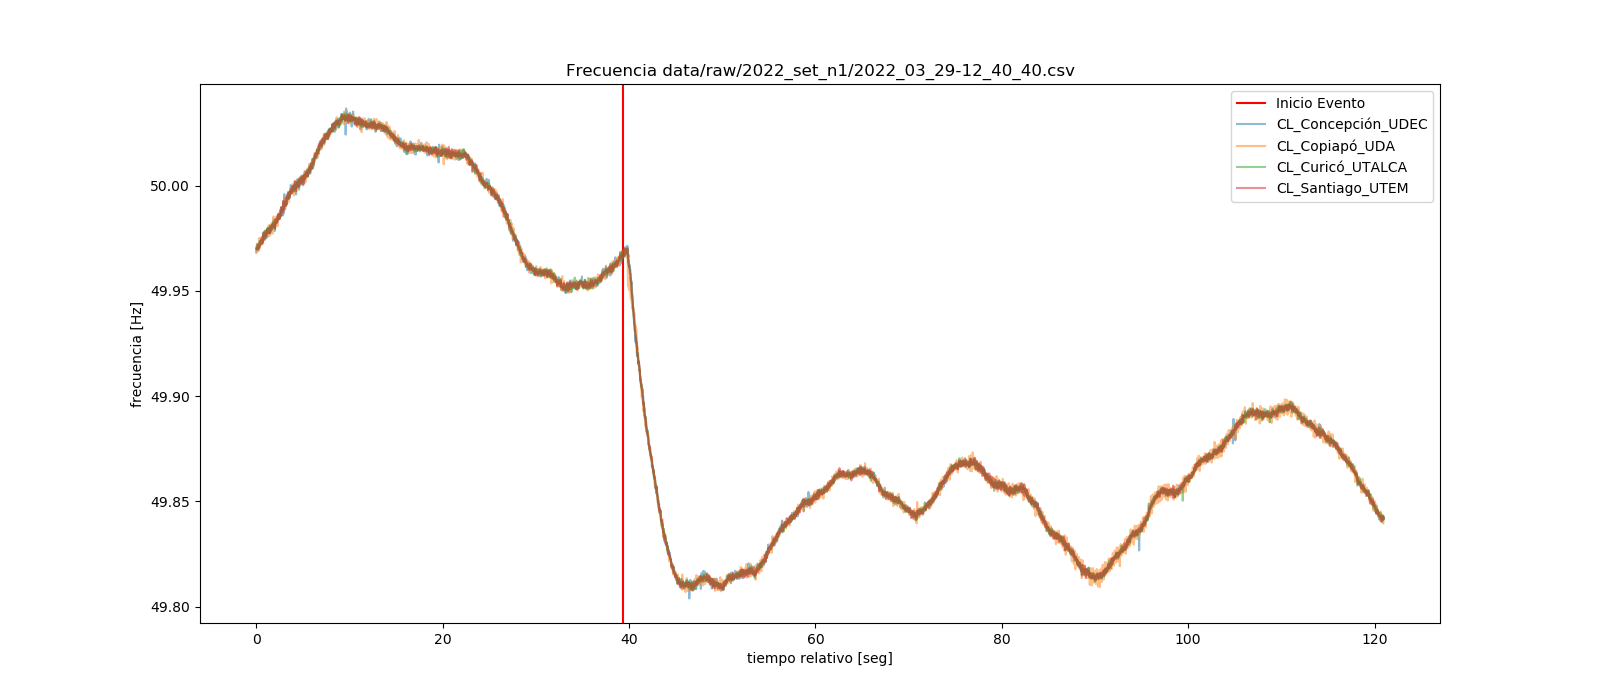 Frecuencia data/raw/2022_set_n1/2022_03_29-12_40_40.csv
Inicio Evento
CL_Concepción_UDEC
CL_Copiapó_UDA
CL_Curicó_UTALCA
CL_Santiago_UTEM
frecuencia [Hz]
50.00
49.95
49.90
49.85
49.80
0 20 40 60 80 100 120
tiempo relativo [seg]